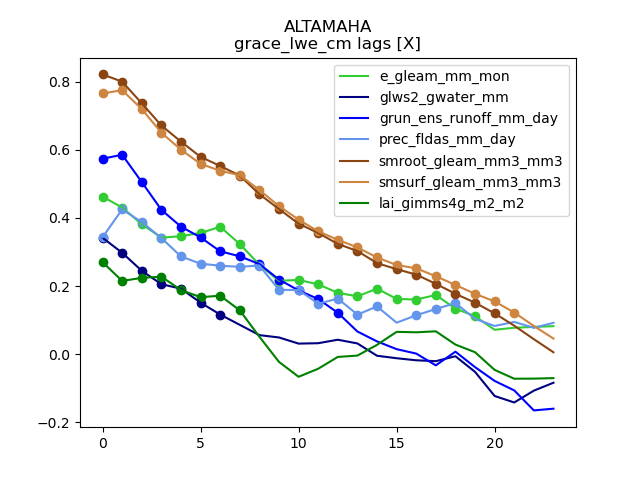 ALTAMAHA
grace_lwe_cm lags [X]
e_gleam_mm_mon
glws2_gwater_mm
grun_ens_runoff_mm_day
prec_fldas_mm_day
smroot_gleam_mm3_mm3
smsurf_gleam_mm3_mm3
lai_gimms4g_m2_m2
0.8
0.6
0.4
0.2
0.0
−0.2
0 5 10 15 20